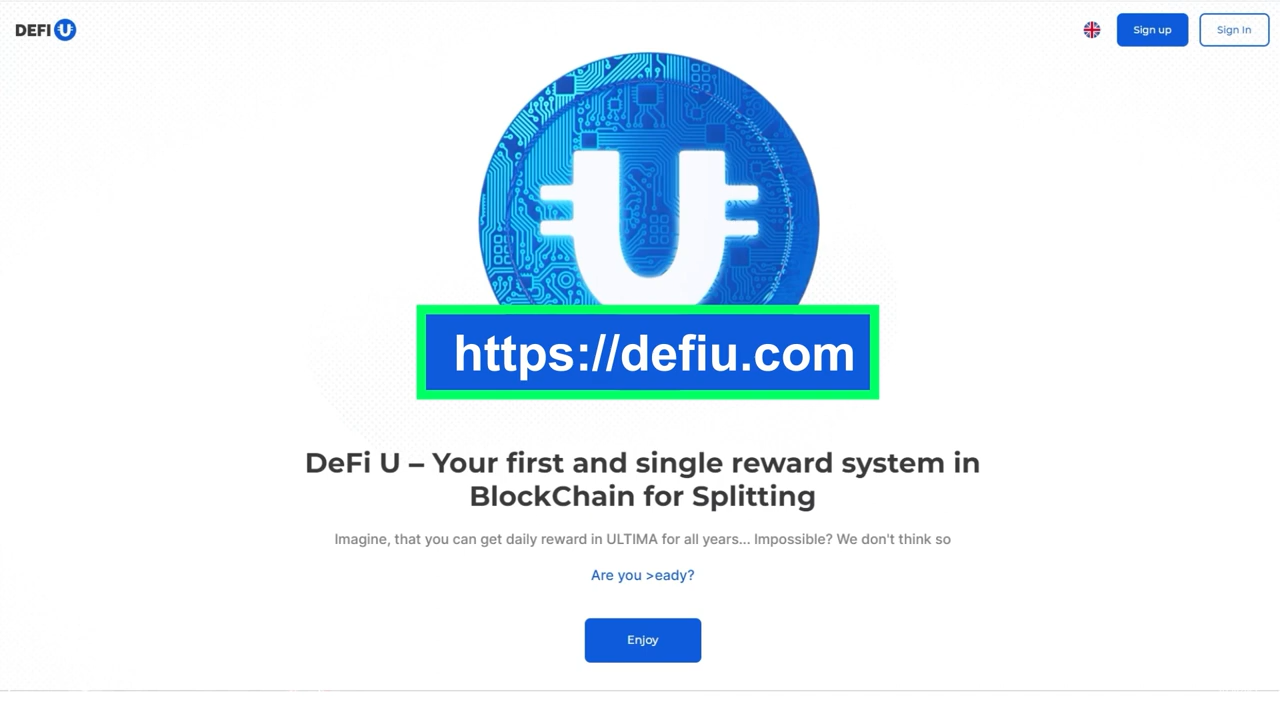 DEFI U
Sign up
Sign In
U
https://defiu.com
DeFi U – Your first and single reward system in
BlockChain for Splitting
Imagine, that you can get daily reward in ULTIMA for all years... Impossible? We don't think so
Are you >eady?
Enjoy